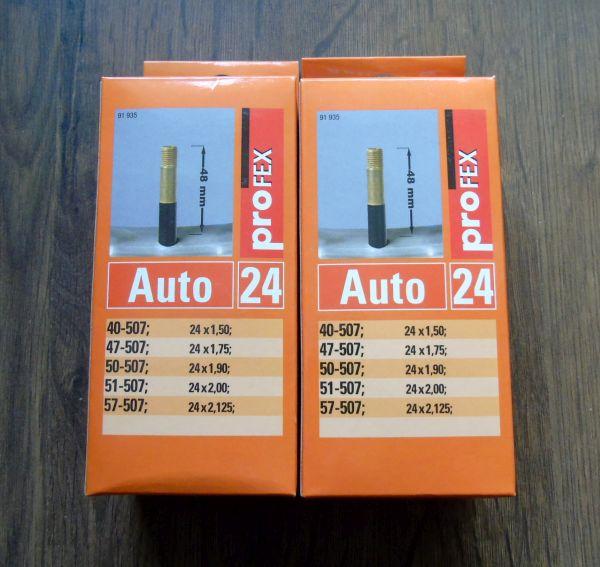 91 935
48 mm
proFEX
Auto 24
40-507; 24 x 1,50;
47-507; 24 x 1,75;
50-507; 24 x 1,90;
51-507; 24 x 2,00;
57-507; 24 x 2,125;
91 935
48 mm
proFEX
Auto 24
40-507; 24 x 1,50;
47-507; 24 x 1,75;
50-507; 24 x 1,90;
51-507; 24 x 2,00;
57-507; 24 x 2,125;